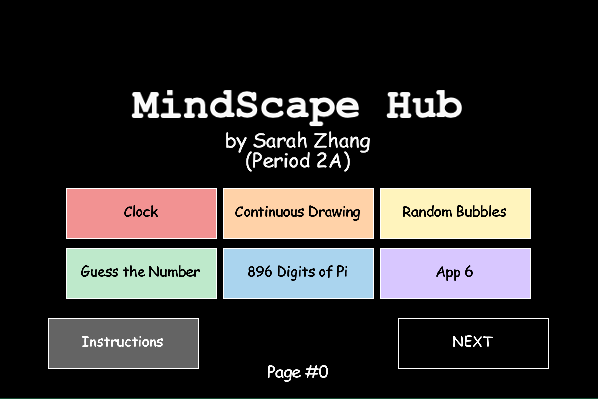 MindScape Hub
by Sarah Zhang
(Period 2A)
Clock
Continuous Drawing
Random Bubbles
Guess the Number
896 Digits of Pi
App 6
Instructions
NEXT
Page #0